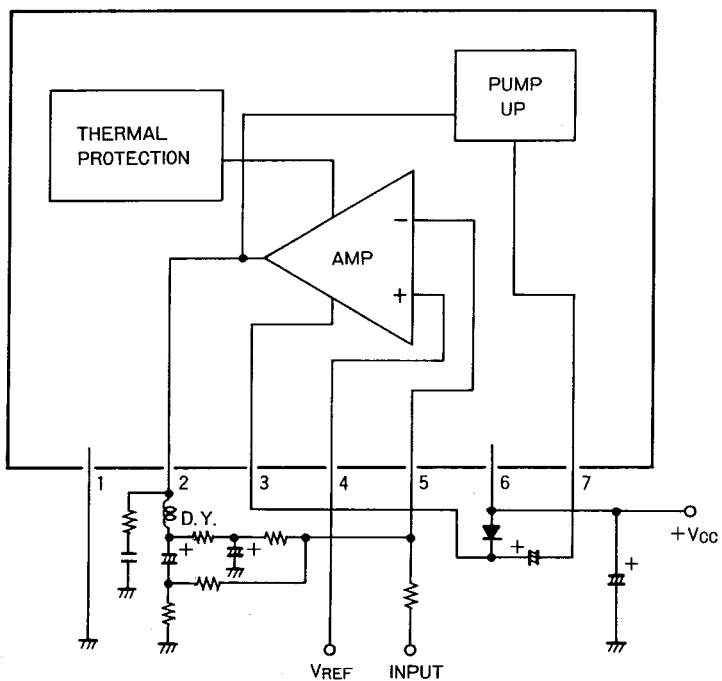 PUMP
UP
THERMAL
PROTECTION
−
AMP
+
1 2 3 4 5 6 7
D.Y.
+ +
+
+VCC
+
VREF INPUT